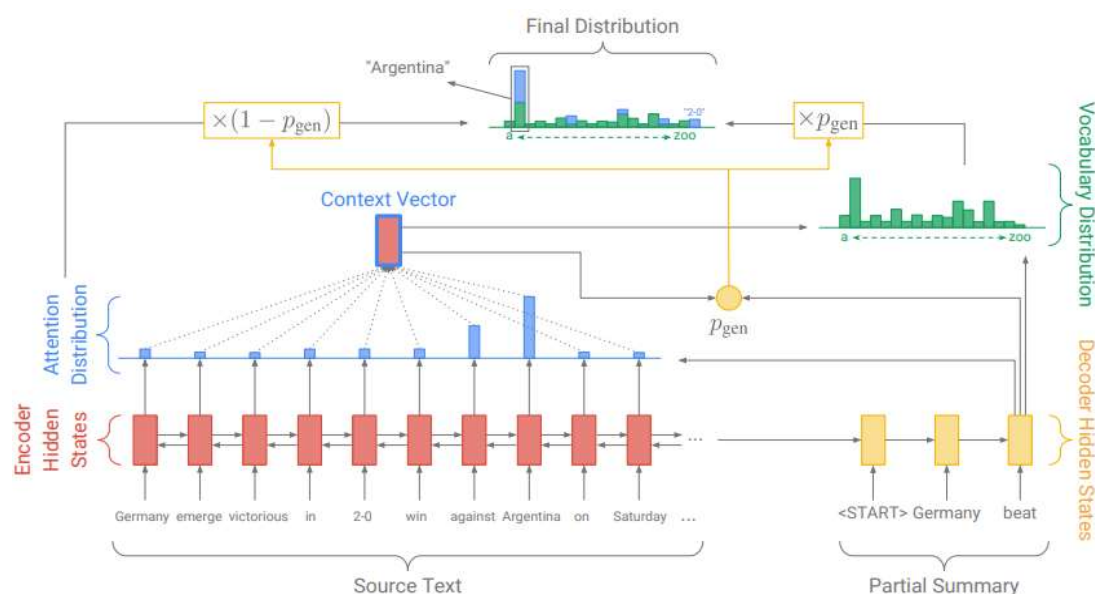 Final Distribution
"Argentina"
×(1 − p_gen)
"2-0"
×p_gen
a
zoo
Context Vector
Vocabulary Distribution
a
zoo
Attention Distribution
p_gen
Encoder Hidden States
Decoder Hidden States
...
Germany emerge victorious in 2-0 win against Argentina on Saturday ...
<START> Germany beat
Source Text
Partial Summary